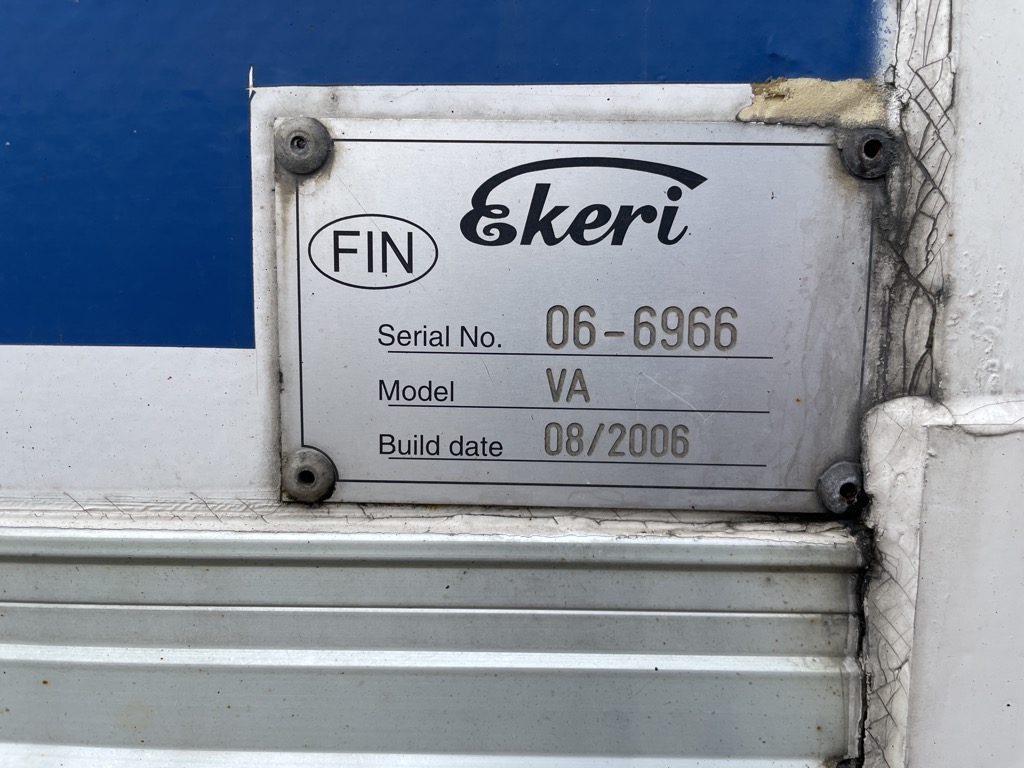 Ekeri
FIN
Serial No. 06-6966
Model VA
Build date 08/2006